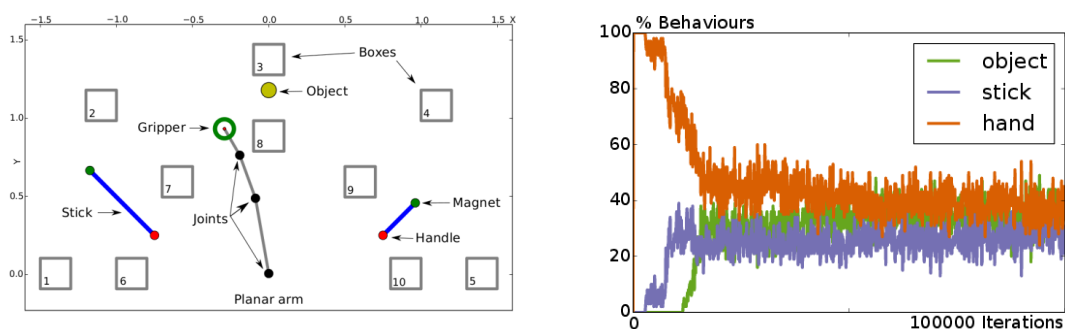 −1.5 −1.0 −0.5 0.0 0.5 1.0 1.5 X
1.5
1.0
Y
0.5
0.0
Boxes
3
Object
2
4
Gripper
8
7
9
Stick
Joints
Magnet
Handle
1
6
10
5
Planar arm
% Behaviours
100
80
60
40
20
0
object
stick
hand
0
100000 Iterations